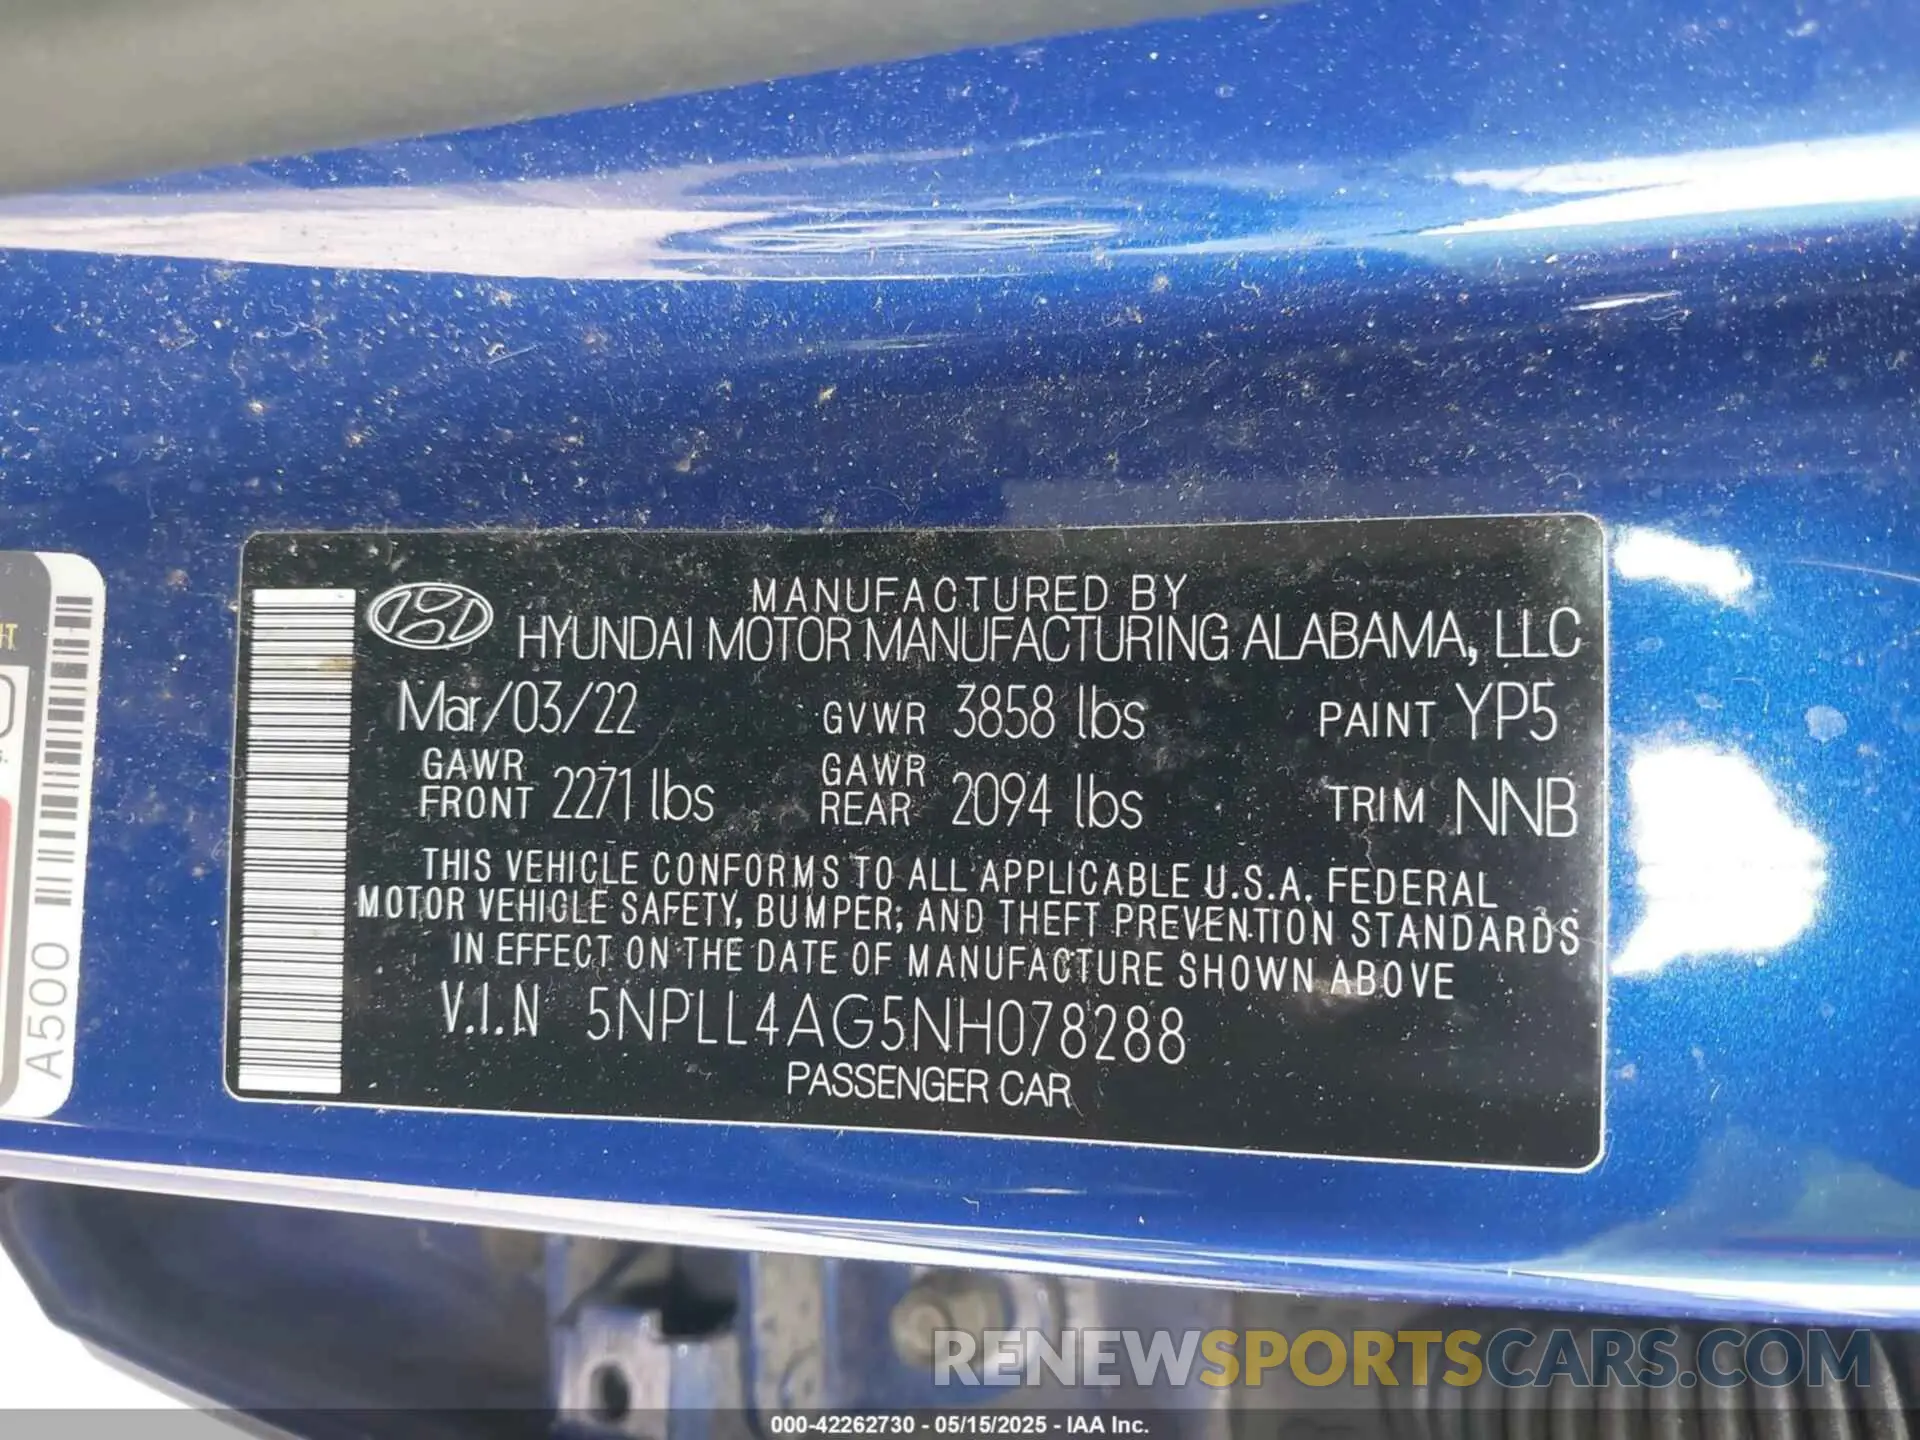 MANUFACTURED BY
HYUNDAI MOTOR MANUFACTURING ALABAMA, LLC
Mar/03/22 GVWR 3858 lbs PAINT YP5
GAWR FRONT 2271 lbs GAWR REAR 2094 lbs TRIM NNB
THIS VEHICLE CONFORMS TO ALL APPLICABLE U.S.A. FEDERAL
MOTOR VEHICLE SAFETY, BUMPER, AND THEFT PREVENTION STANDARDS
IN EFFECT ON THE DATE OF MANUFACTURE SHOWN ABOVE
V.I.N 5NPLL4AG5NH078288
PASSENGER CAR
A500
RENEWSPORTSCARS.COM
000-42262730 - 05/15/2025 - IAA Inc.